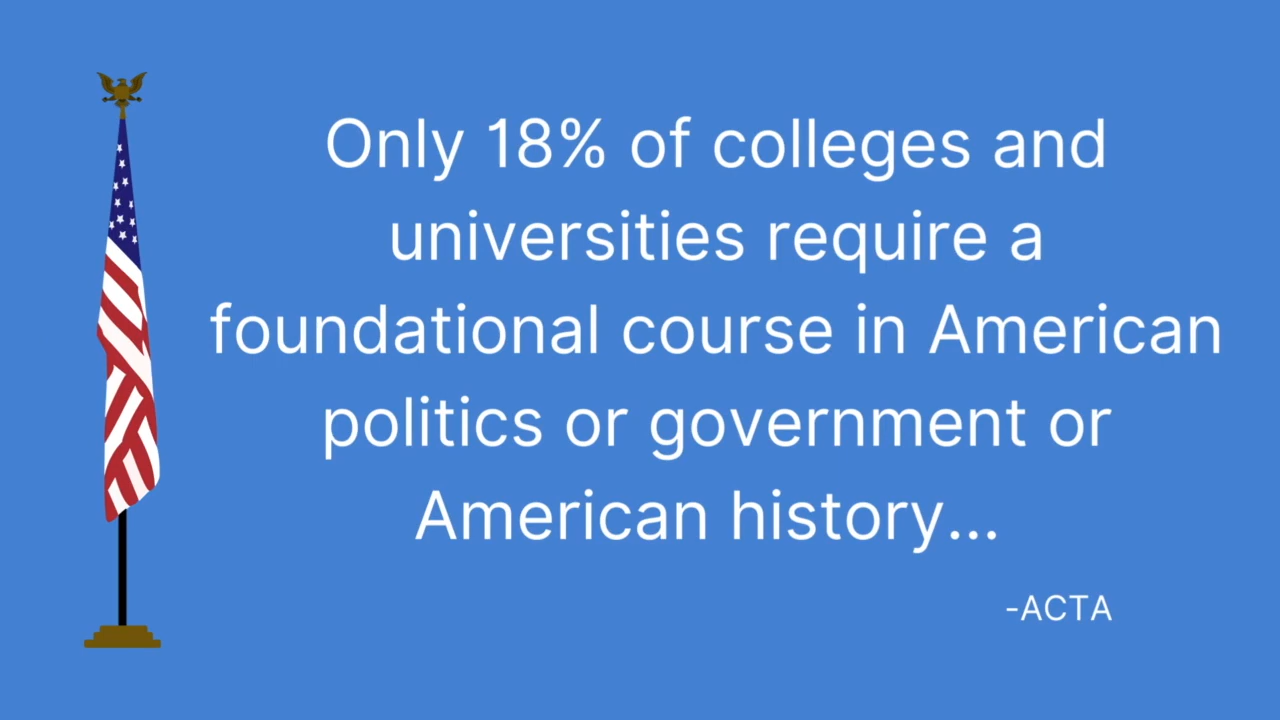 Only 18% of colleges and
universities require a
foundational course in American
politics or government or
American history...
-ACTA